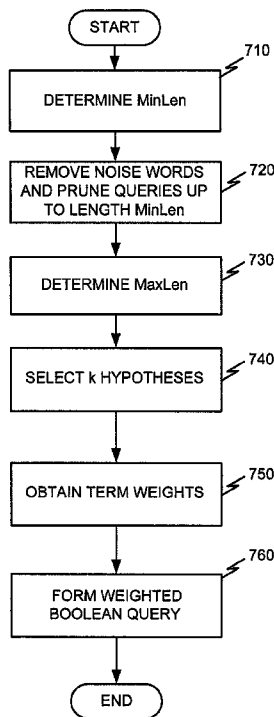 START
710
DETERMINE MinLen
720
REMOVE NOISE WORDS
AND PRUNE QUERIES UP
TO LENGTH MinLen
730
DETERMINE MaxLen
740
SELECT k HYPOTHESES
750
OBTAIN TERM WEIGHTS
760
FORM WEIGHTED
BOOLEAN QUERY
END